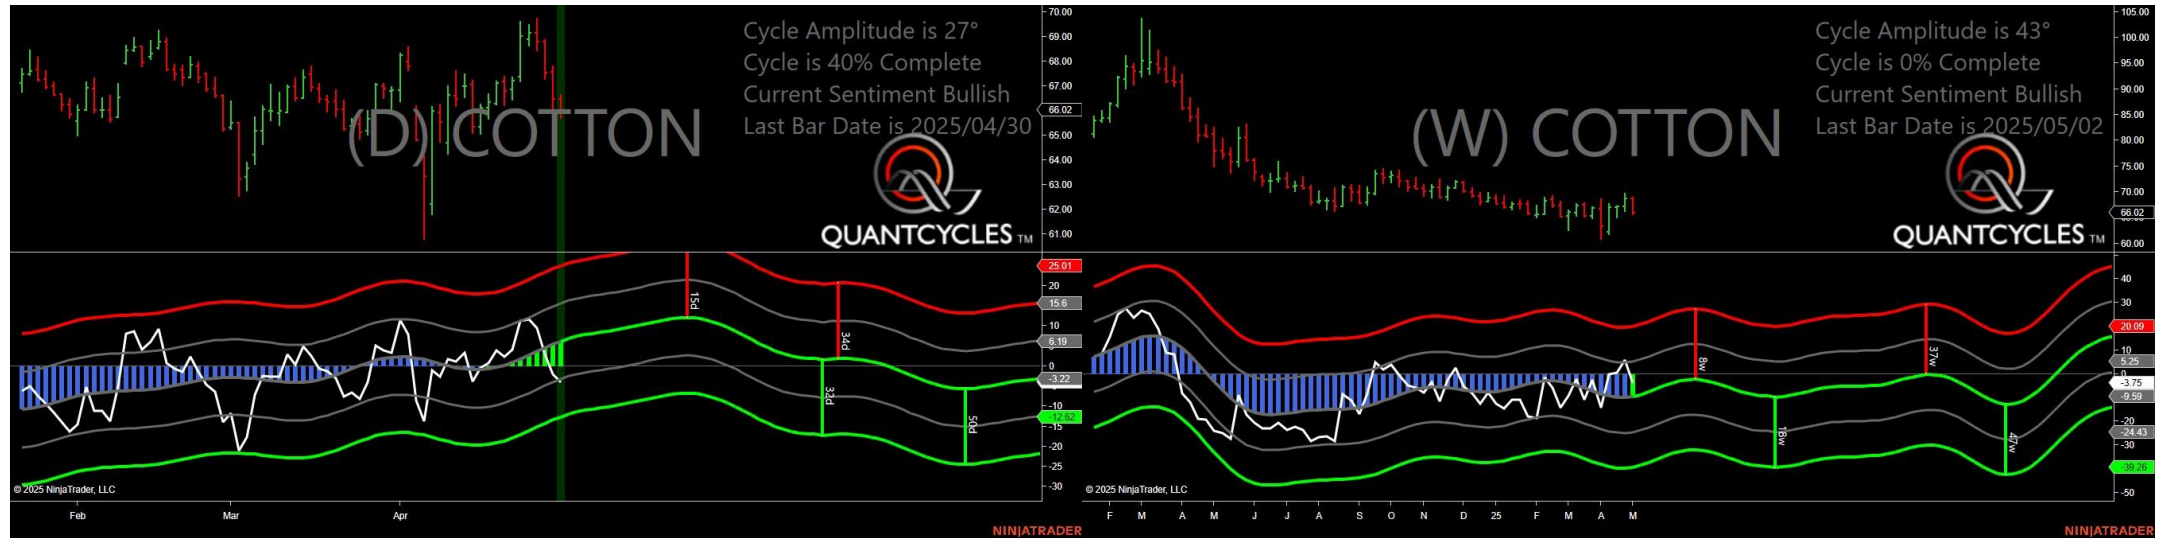 Cycle Amplitude is 27°
Cycle is 40% Complete
Current Sentiment Bullish
Last Bar Date is 2025/04/30
(D) COTTON
QUANTCYCLES TM
70.00
69.00
68.00
67.00
66.02
65.00
64.00
63.00
62.00
61.00
25.01
20
15.6
10
6.19
0
-3.22
-10
-12.62
-15
-20
-25
-30
15d
34d
32d
50d
© 2025 NinjaTrader, LLC
Feb Mar Apr
NINJATRADER
Cycle Amplitude is 43°
Cycle is 0% Complete
Current Sentiment Bullish
Last Bar Date is 2025/05/02
(W) COTTON
QUANTCYCLES TM
105.00
100.00
95.00
90.00
85.00
80.00
75.00
70.00
66.02
60.00
40
30
20.09
10
5.25
0
-3.75
-9.59
-20
-24.43
-30
-39.26
-50
8w
37w
18w
47w
© 2025 NinjaTrader, LLC
F M A M J J A S O N D 25 F M A M
NINJATRADER